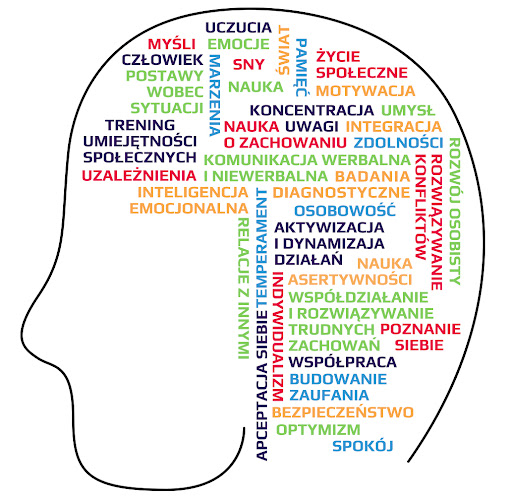 UCZUCIA
MYŚLI
EMOCJE
ŚWIAT
PAMIĘĆ
ŻYCIE
SPOŁECZNE
CZŁOWIEK
MARZENIA
SNY
POSTAWY
WOBEC
SYTUACJI
NAUKA
MOTYWACJA
KONCENTRACJA
UMYSŁ
TRENING
UMIEJĘTNOŚCI
SPOŁECZNYCH
NAUKA
UWAGI
INTEGRACJA
O ZACHOWANIU
ZDOLNOŚCI
ROZWÓJ OSOBISTY
KOMUNIKACJA WERBALNA
I NIEWERBALNA
ROZWIĄZYWANIE
KONFLIKTÓW
UZALEŻNIENIA
BADANIA
DIAGNOSTYCZNE
INTELIGENCJA
EMOCJONALNA
TEMPERAMENT
OSOBOWOŚĆ
RELACJE Z INNYMI
AKTYWIZACJA
I DYNAMIZAJA
DZIAŁAŃ
NAUKA
ASERTYWNOŚCI
INDYWIDUALIZM
WSPÓŁDZIAŁANIE
I ROZWIĄZYWANIE
TRUDNYCH
ZACHOWAŃ
POZNANIE
SIEBIE
APCEPTACJA SIEBIE
WSPÓŁPRACA
BUDOWANIE
ZAUFANIA
BEZPIECZEŃSTWO
OPTYMIZM
SPOKÓJ